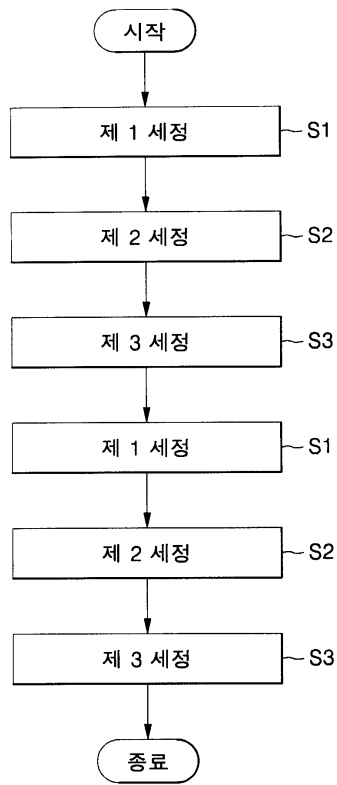 시작
제 1 세정 S1
제 2 세정 S2
제 3 세정 S3
제 1 세정 S1
제 2 세정 S2
제 3 세정 S3
종료